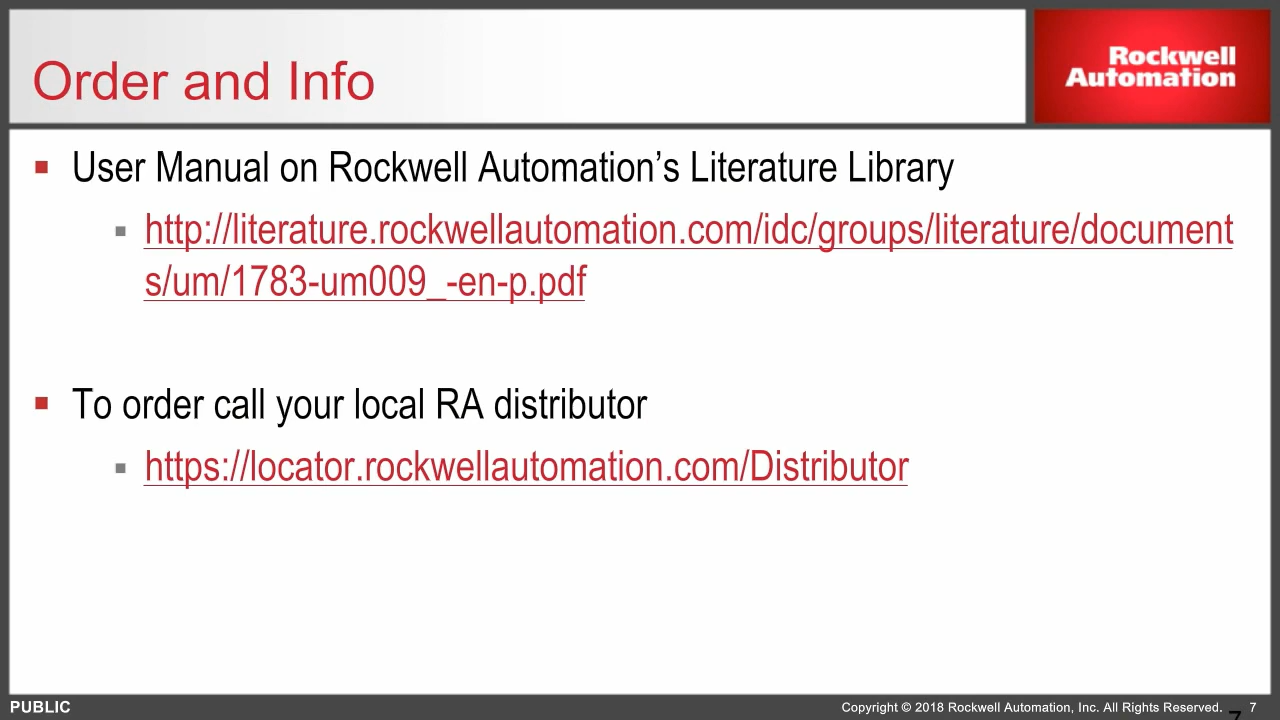 Order and Info
Rockwell
Automation
User Manual on Rockwell Automation’s Literature Library
http://literature.rockwellautomation.com/idc/groups/literature/document
s/um/1783-um009_-en-p.pdf
To order call your local RA distributor
https://locator.rockwellautomation.com/Distributor
PUBLIC
Copyright © 2018 Rockwell Automation, Inc. All Rights Reserved. 7
7